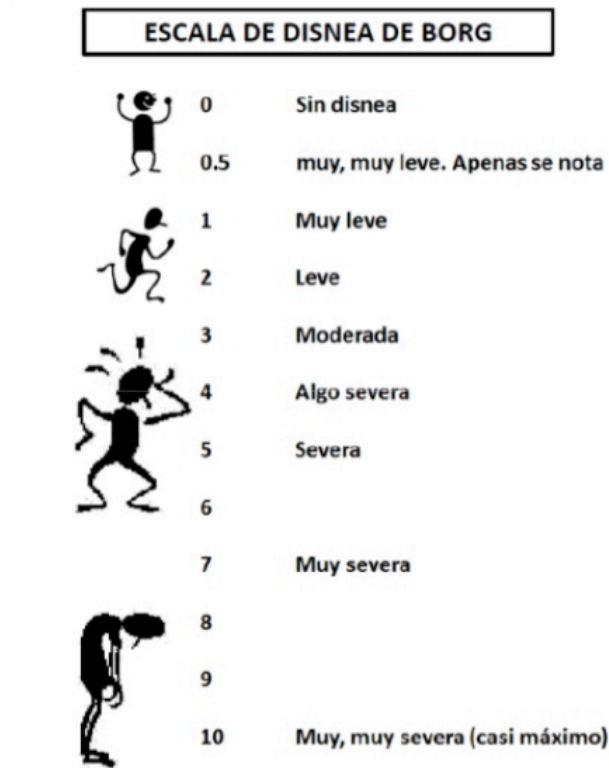 ESCALA DE DISNEA DE BORG
0 Sin disnea
0.5 muy, muy leve. Apenas se nota
1 Muy leve
2 Leve
3 Moderada
4 Algo severa
5 Severa
6
7 Muy severa
8
9
10 Muy, muy severa (casi máximo)